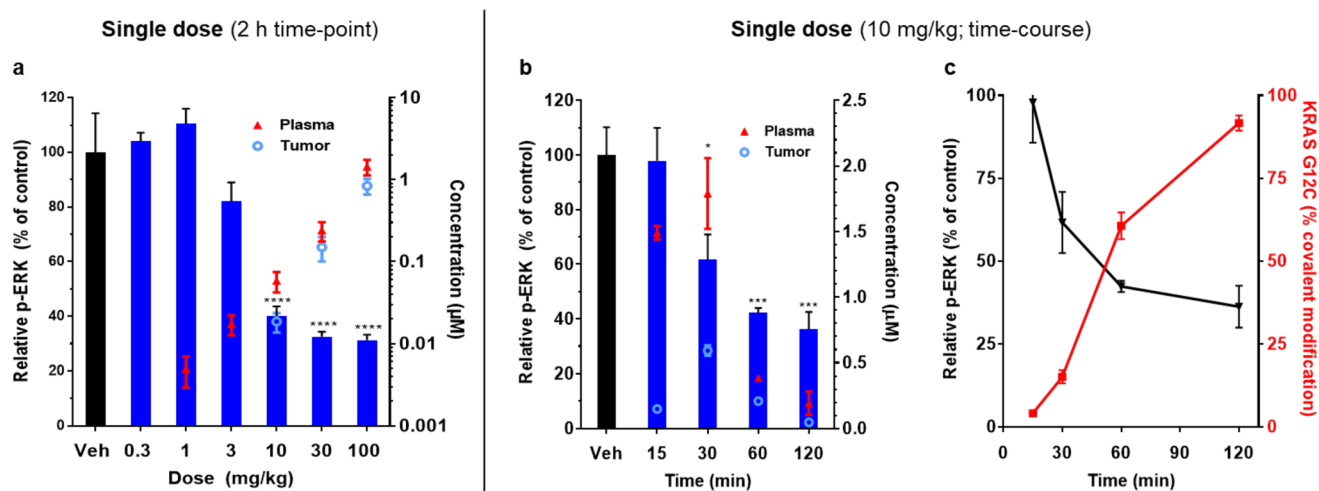 Single dose (2 h time-point)
Single dose (10 mg/kg; time-course)
a
Relative p-ERK (% of control)
120
100
80
60
40
20
0
Plasma
Tumor
****
****
****
10
1
0.1
0.01
0.001
Concentration (µM)
Veh 0.3 1 3 10 30 100
Dose (mg/kg)
b
Relative p-ERK (% of control)
120
100
80
60
40
20
0
Plasma
Tumor
*
***
***
2.5
2.0
1.5
1.0
0.5
0.0
Concentration (µM)
Veh 15 30 60 120
Time (min)
c
Relative p-ERK (% of control)
100
75
50
25
0
100
75
50
25
0
KRAS G12C (% covalent modification)
0 30 60 90 120
Time (min)